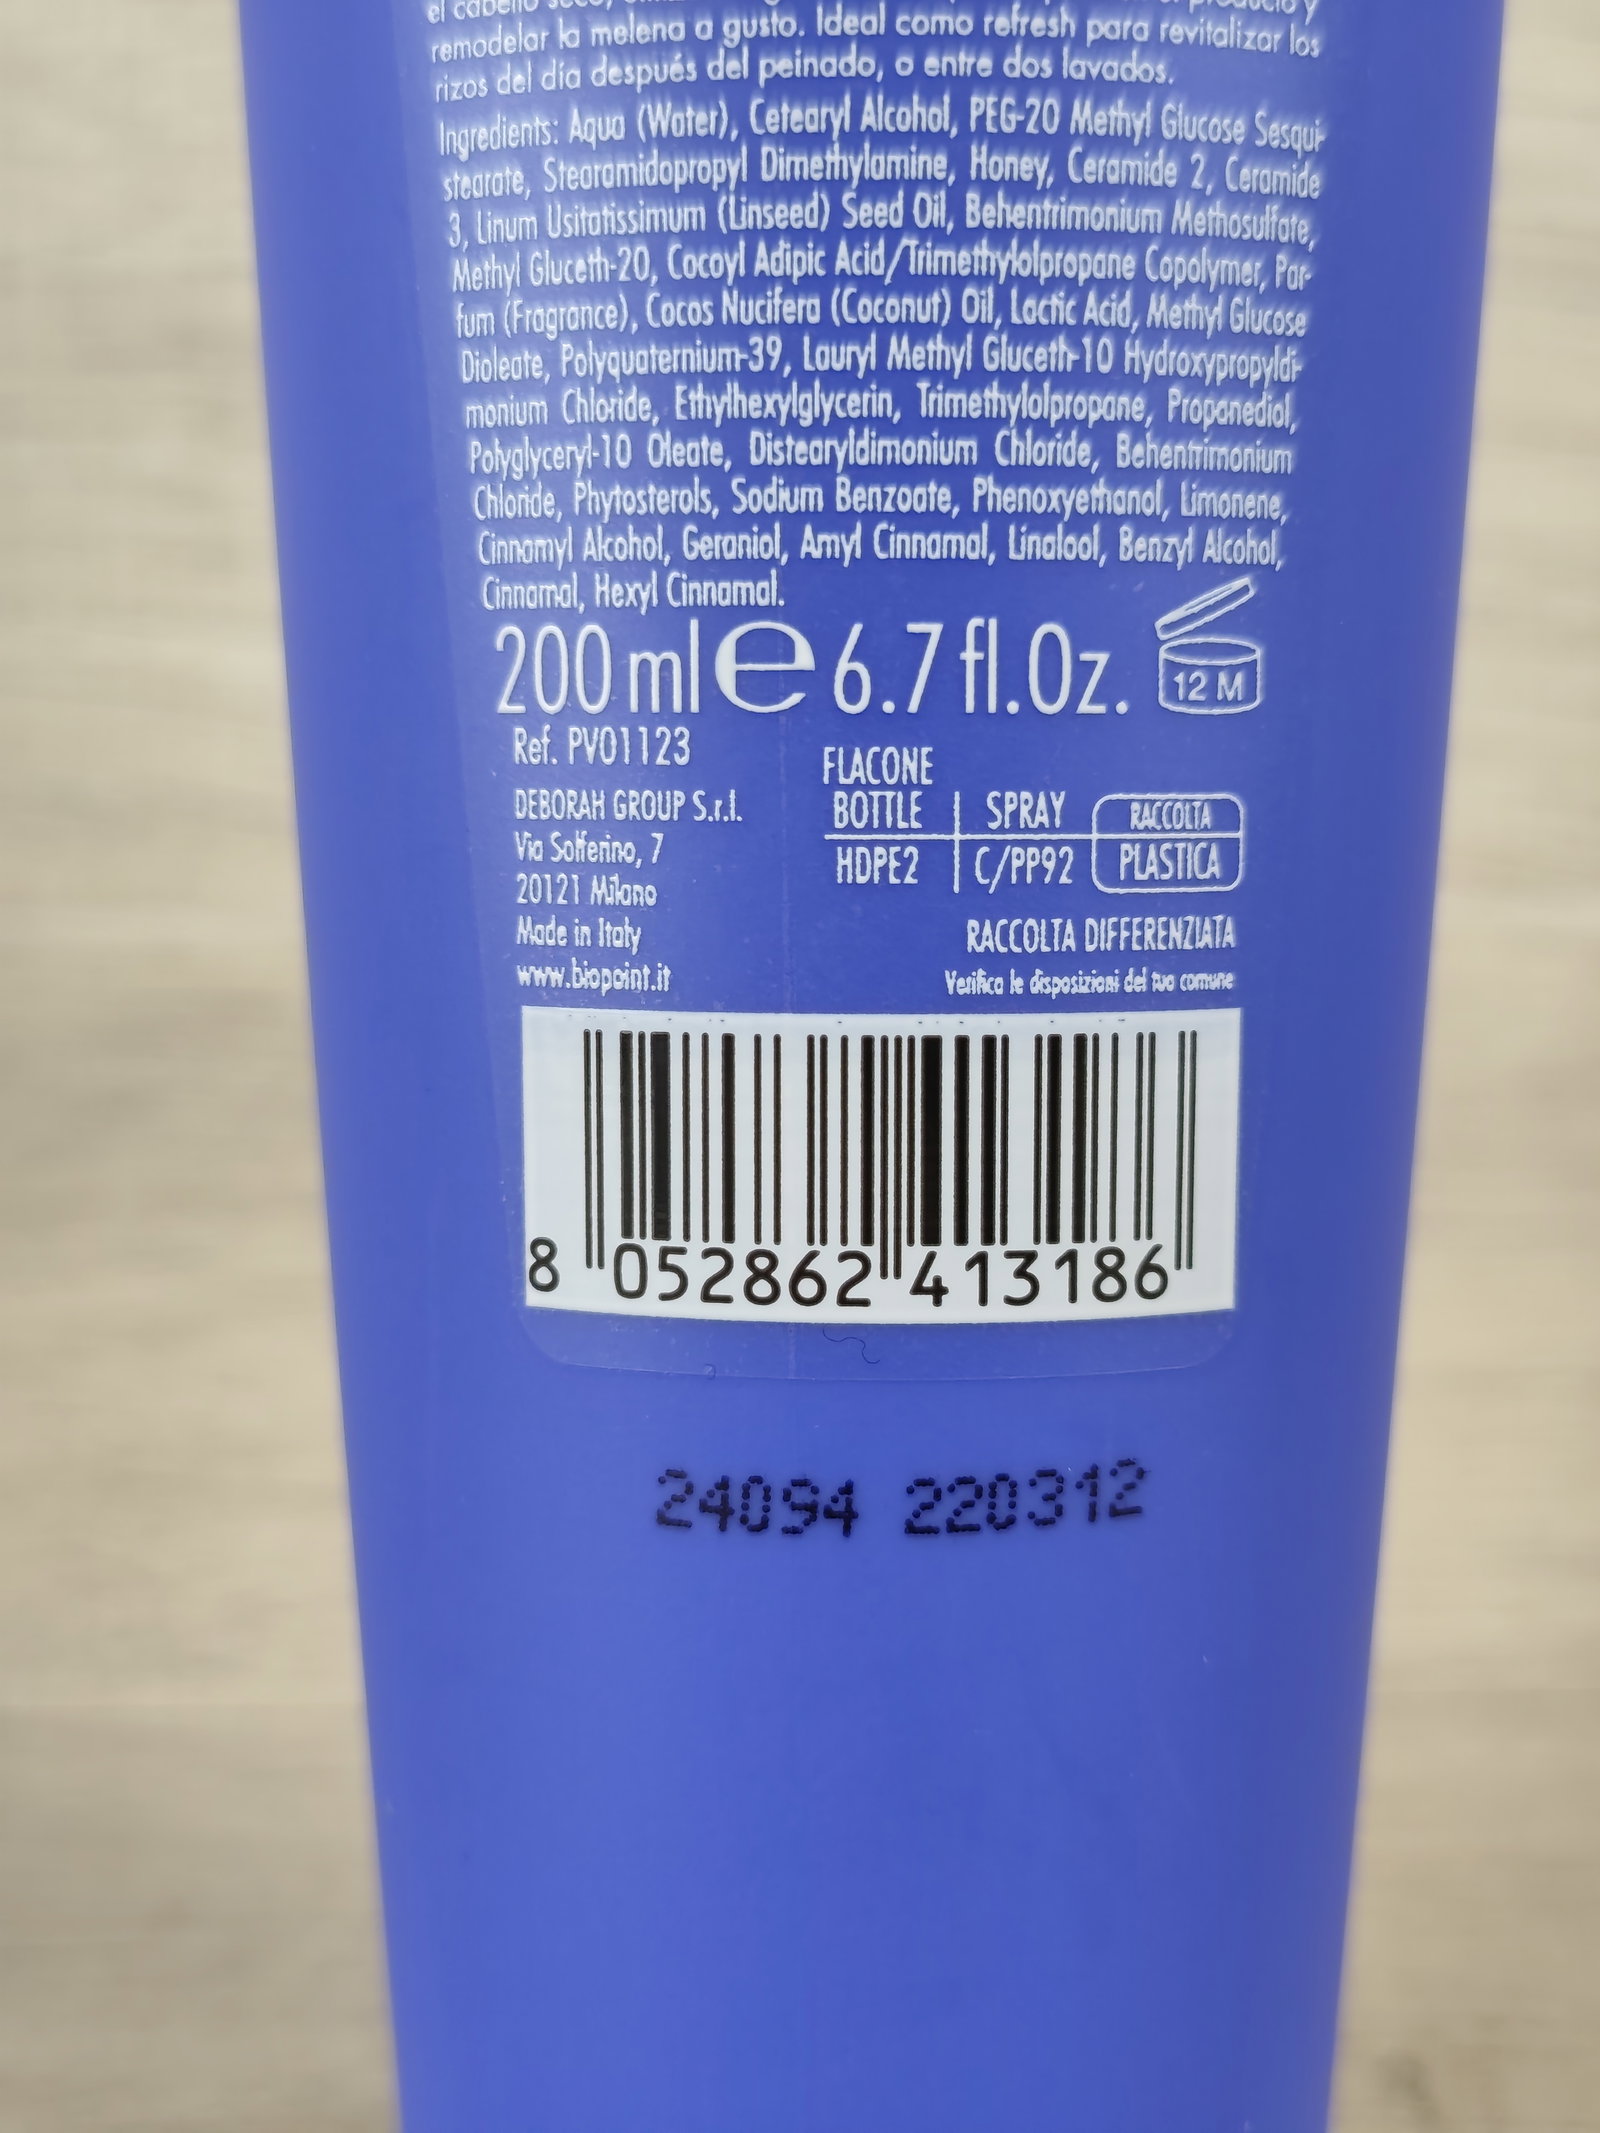 el cabello seco,
remodelar la melena a gusto. Ideal como refresh para revitalizar los
rizos del día después del peinado, o entre dos lavados.
Ingredients: Aqua (Water), Cetearyl Alcohol, PEG-20 Methyl Glucose Sesqui-
stearate, Stearamidopropyl Dimethylamine, Honey, Ceramide 2, Ceramide
3, Linum Usitatissimum (Linseed) Seed Oil, Behentrimonium Methosulfate,
Methyl Gluceth-20, Cocoyl Adipic Acid/Trimethylolpropane Copolymer, Par-
fum (Fragrance), Cocos Nucifera (Coconut) Oil, Lactic Acid, Methyl Glucose
Dioleate, Polyquaternium-39, Lauryl Methyl Gluceth-10 Hydroxypropyldi-
monium Chloride, Ethylhexylglycerin, Trimethylolpropane, Propanediol,
Polyglyceryl-10 Oleate, Distearyldimonium Chloride, Behentrimonium
Chloride, Phytosterols, Sodium Benzoate, Phenoxyethanol, Limonene,
Cinnamyl Alcohol, Geraniol, Amyl Cinnamal, Linalool, Benzyl Alcohol,
Cinnamal, Hexyl Cinnamal.
200 ml e 6.7 fl.Oz. 12 M
Ref. PV01123
DEBORAH GROUP S.r.l.
Via Solferino, 7
20121 Milano
Made in Italy
www.biopoint.it
FLACONE
BOTTLE SPRAY RACCOLTA
HDPE2 C/PP92 PLASTICA
RACCOLTA DIFFERENZIATA
Verifica le disposizioni del tuo comune
8 052862 413186
24094 220312